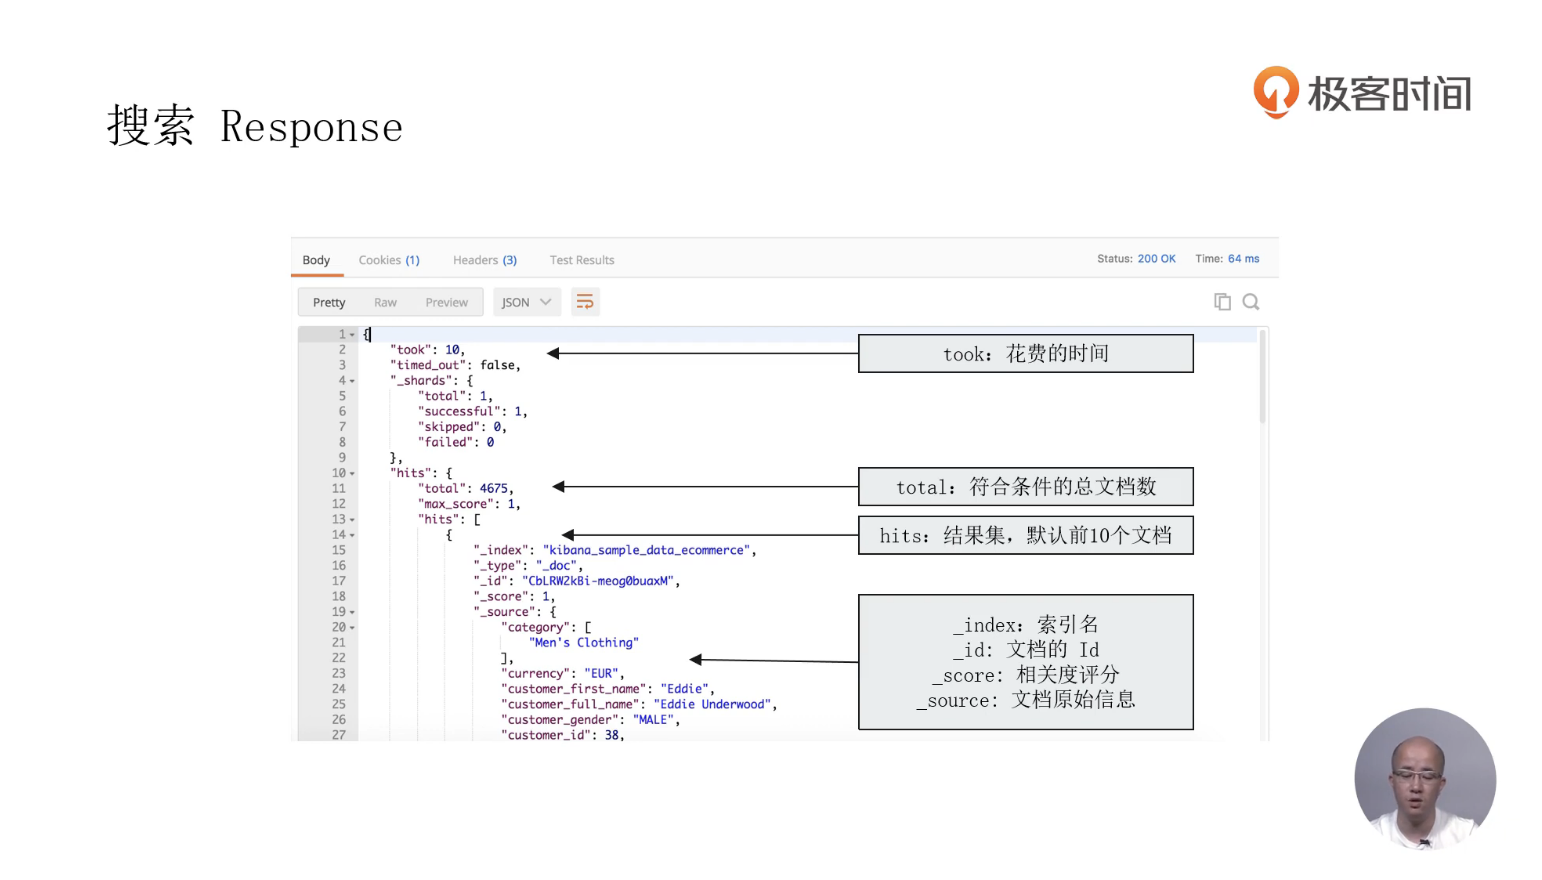 极客时间
搜索 Response
Body Cookies (1) Headers (3) Test Results Status: 200 OK Time: 64 ms
Pretty Raw Preview JSON
1 {
2 "took": 10,
took: 花费的时间
3 "timed_out": false,
4 "_shards": {
5 "total": 1,
6 "successful": 1,
7 "skipped": 0,
8 "failed": 0
9 },
10 "hits": {
11 "total": 4675,
total: 符合条件的总文档数
12 "max_score": 1,
13 "hits": [
14 {
hits: 结果集，默认前10个文档
15 "_index": "kibana_sample_data_ecommerce",
16 "_type": "_doc",
17 "_id": "CbLRW2kBi-meog0buaxM",
18 "_score": 1,
19 "_source": {
20 "category": [
21 "Men's Clothing"
22 ],
23 "currency": "EUR",
24 "customer_first_name": "Eddie",
25 "customer_full_name": "Eddie Underwood",
26 "customer_gender": "MALE",
27 "customer_id": 38,
_index: 索引名
_id: 文档的 Id
_score: 相关度评分
_source: 文档原始信息